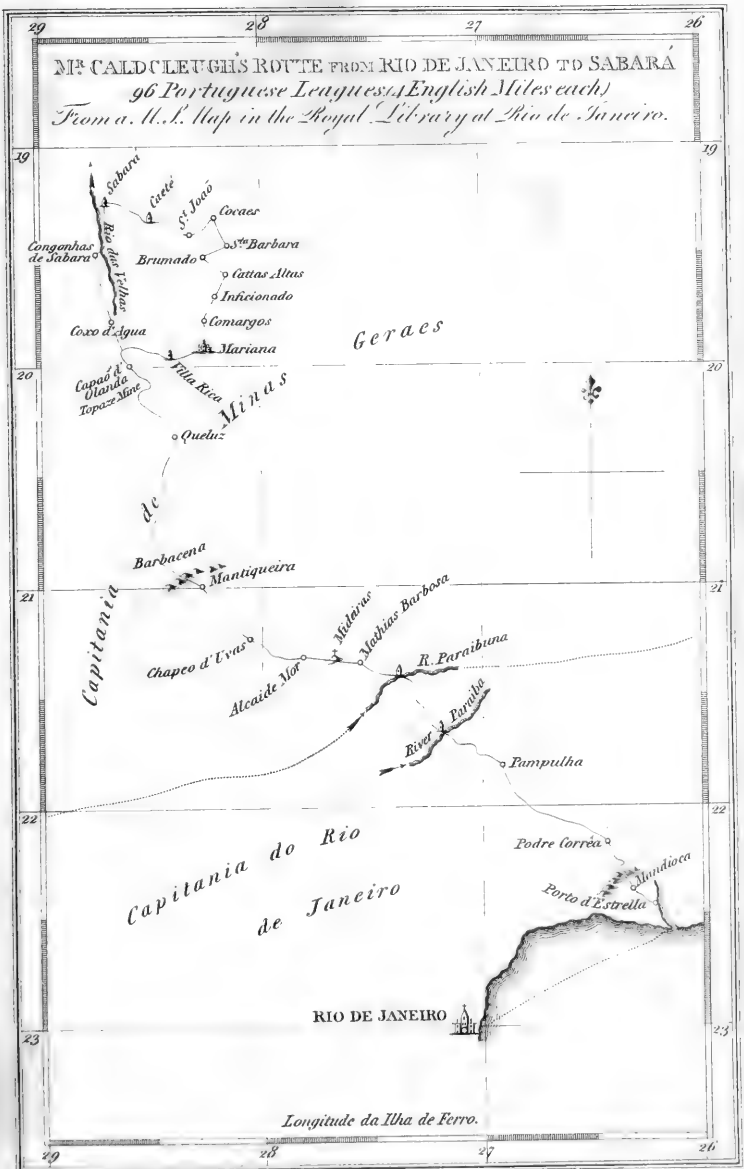 29 28 27 26
Mr. CALDCLEUGH'S ROUTE FROM RIO DE JANEIRO TO SABARÁ
96 Portuguese Leagues (4 English Miles each)
From a M.S. Map in the Royal Library at Rio de Janeiro.
19 19
Sabara
Caeté
St. Joaõ
Cocaes
Rio das Velhas
Congonhas
de Sabara
Sta. Barbara
Brumado
Cattas Altas
Inficionado
Coxo d'Agua
Comargos
Mariana
Villa Rica
Geraes
20 20
Capaõ d'
Olanda
Topaze Mine
Minas
Queluz
de
Barbacena
Mantiqueira
21 21
Capitania
Chapeo d'Uvas
Alcaide Mor
Mideiras
Mathias Barbosa
R. Paraibuna
River Paraiba
Pampulha
22 22
Capitania do Rio
de Janeiro
Podre Corrêa
Mandioca
Porto d'Estrella
RIO DE JANEIRO
23 23
Longitude da Ilha de Ferro.
29 28 27 26